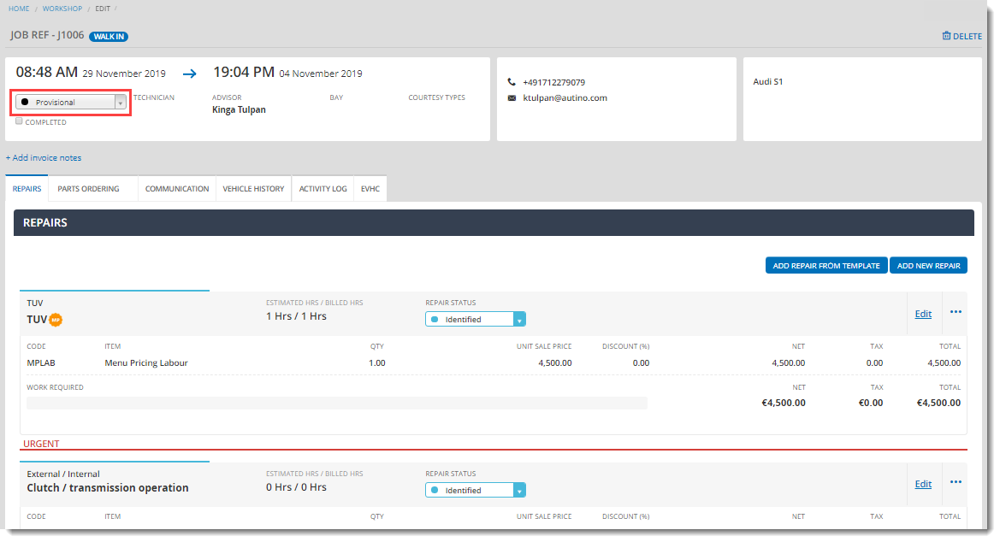 HOME / WORKSHOP / EDIT /
JOB REF - J1006 WALK IN
DELETE
08:48 AM 29 November 2019 → 19:04 PM 04 November 2019
Provisional
TECHNICIAN
ADVISOR
BAY
COURTESY TYPES
Kinga Tulpan
COMPLETED
+491712279079
ktulpan@autino.com
Audi S1
+ Add invoice notes
REPAIRS PARTS ORDERING COMMUNICATION VEHICLE HISTORY ACTIVITY LOG EVHC
REPAIRS
ADD REPAIR FROM TEMPLATE ADD NEW REPAIR
TUV ESTIMATED HRS / BILLED HRS REPAIR STATUS
TUV MP 1 Hrs / 1 Hrs Identified Edit
CODE ITEM QTY UNIT SALE PRICE DISCOUNT (%) NET TAX TOTAL
MPLAB Menu Pricing Labour 1.00 4,500.00 0.00 4,500.00 0.00 4,500.00
WORK REQUIRED NET TAX TOTAL
€4,500.00 €0.00 €4,500.00
URGENT
External / Internal ESTIMATED HRS / BILLED HRS REPAIR STATUS
Clutch / transmission operation 0 Hrs / 0 Hrs Identified Edit
CODE ITEM QTY UNIT SALE PRICE DISCOUNT (%) NET TAX TOTAL